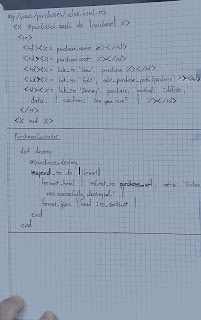 app/views/purchases/index.html.erb
<% @purchases.each do |purchase| %>
<tr>
<td><%= purchase.name %></td>
<td><%= purchase.cost %></td>
<td><%= link_to 'Show', purchase %></td>
<td><%= link_to 'Edit', edit_purchase_path(purchase) %></td>
<td><%= link_to 'Destroy', purchase, method: :delete,
data: { confirm: 'Are you sure?' } %></td>
</tr>
<% end %>
PurchasesController
def destroy
@purchase.destroy
respond_to do |format|
format.html { redirect_to purchases_url, notice:
was successfully destroyed.' }
format.json { head :no_content }
end
end